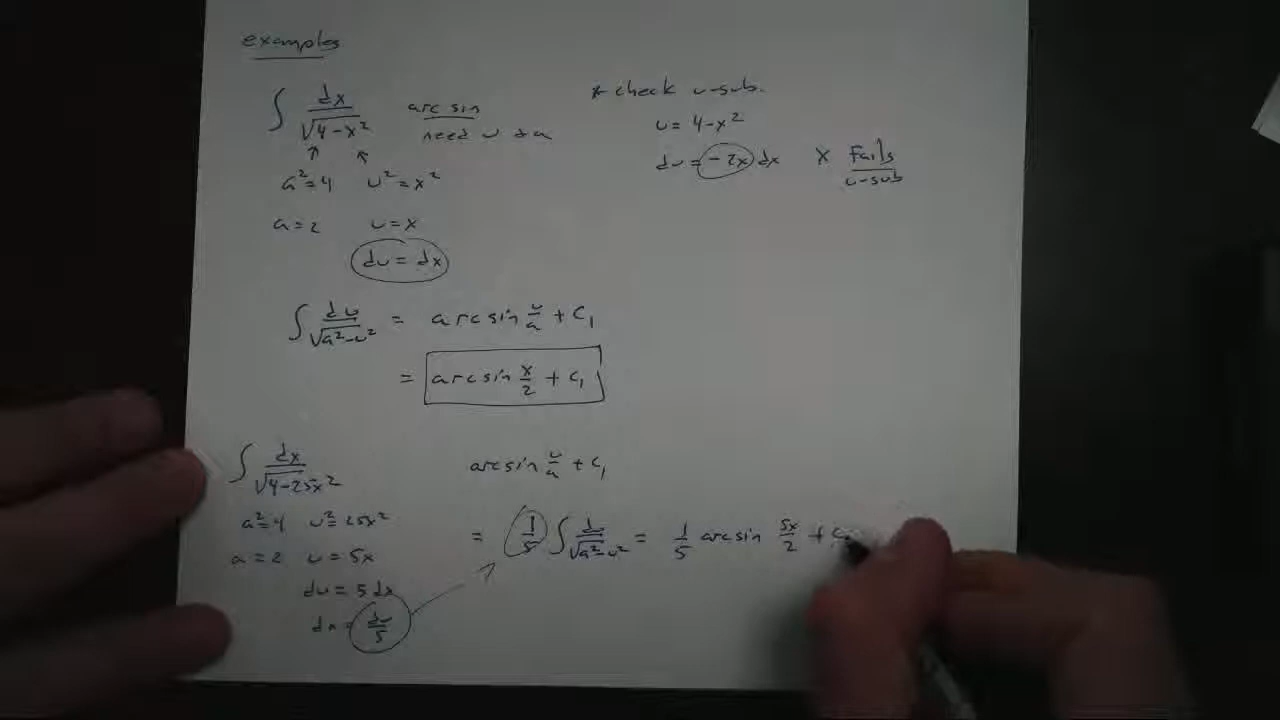 examples
∫ dx/√(4-x²) arc sin
need u & a
a²=4 u²=x²
a=2 u=x
du=dx
∫ du/√(a²-u²) = arcsin u/a + C₁
= arcsin x/2 + C₁
* check u-sub.
u=4-x²
du=-2x dx x Fails
u-sub
∫ dx/√(4-25x²) arcsin u/a + C₁
a²=4 u²=25x²
= 1/5 ∫ du/√(a²-u²) = 1/5 arcsin 5x/2 + C
a=2 u=5x
du=5dx
dx=du/5